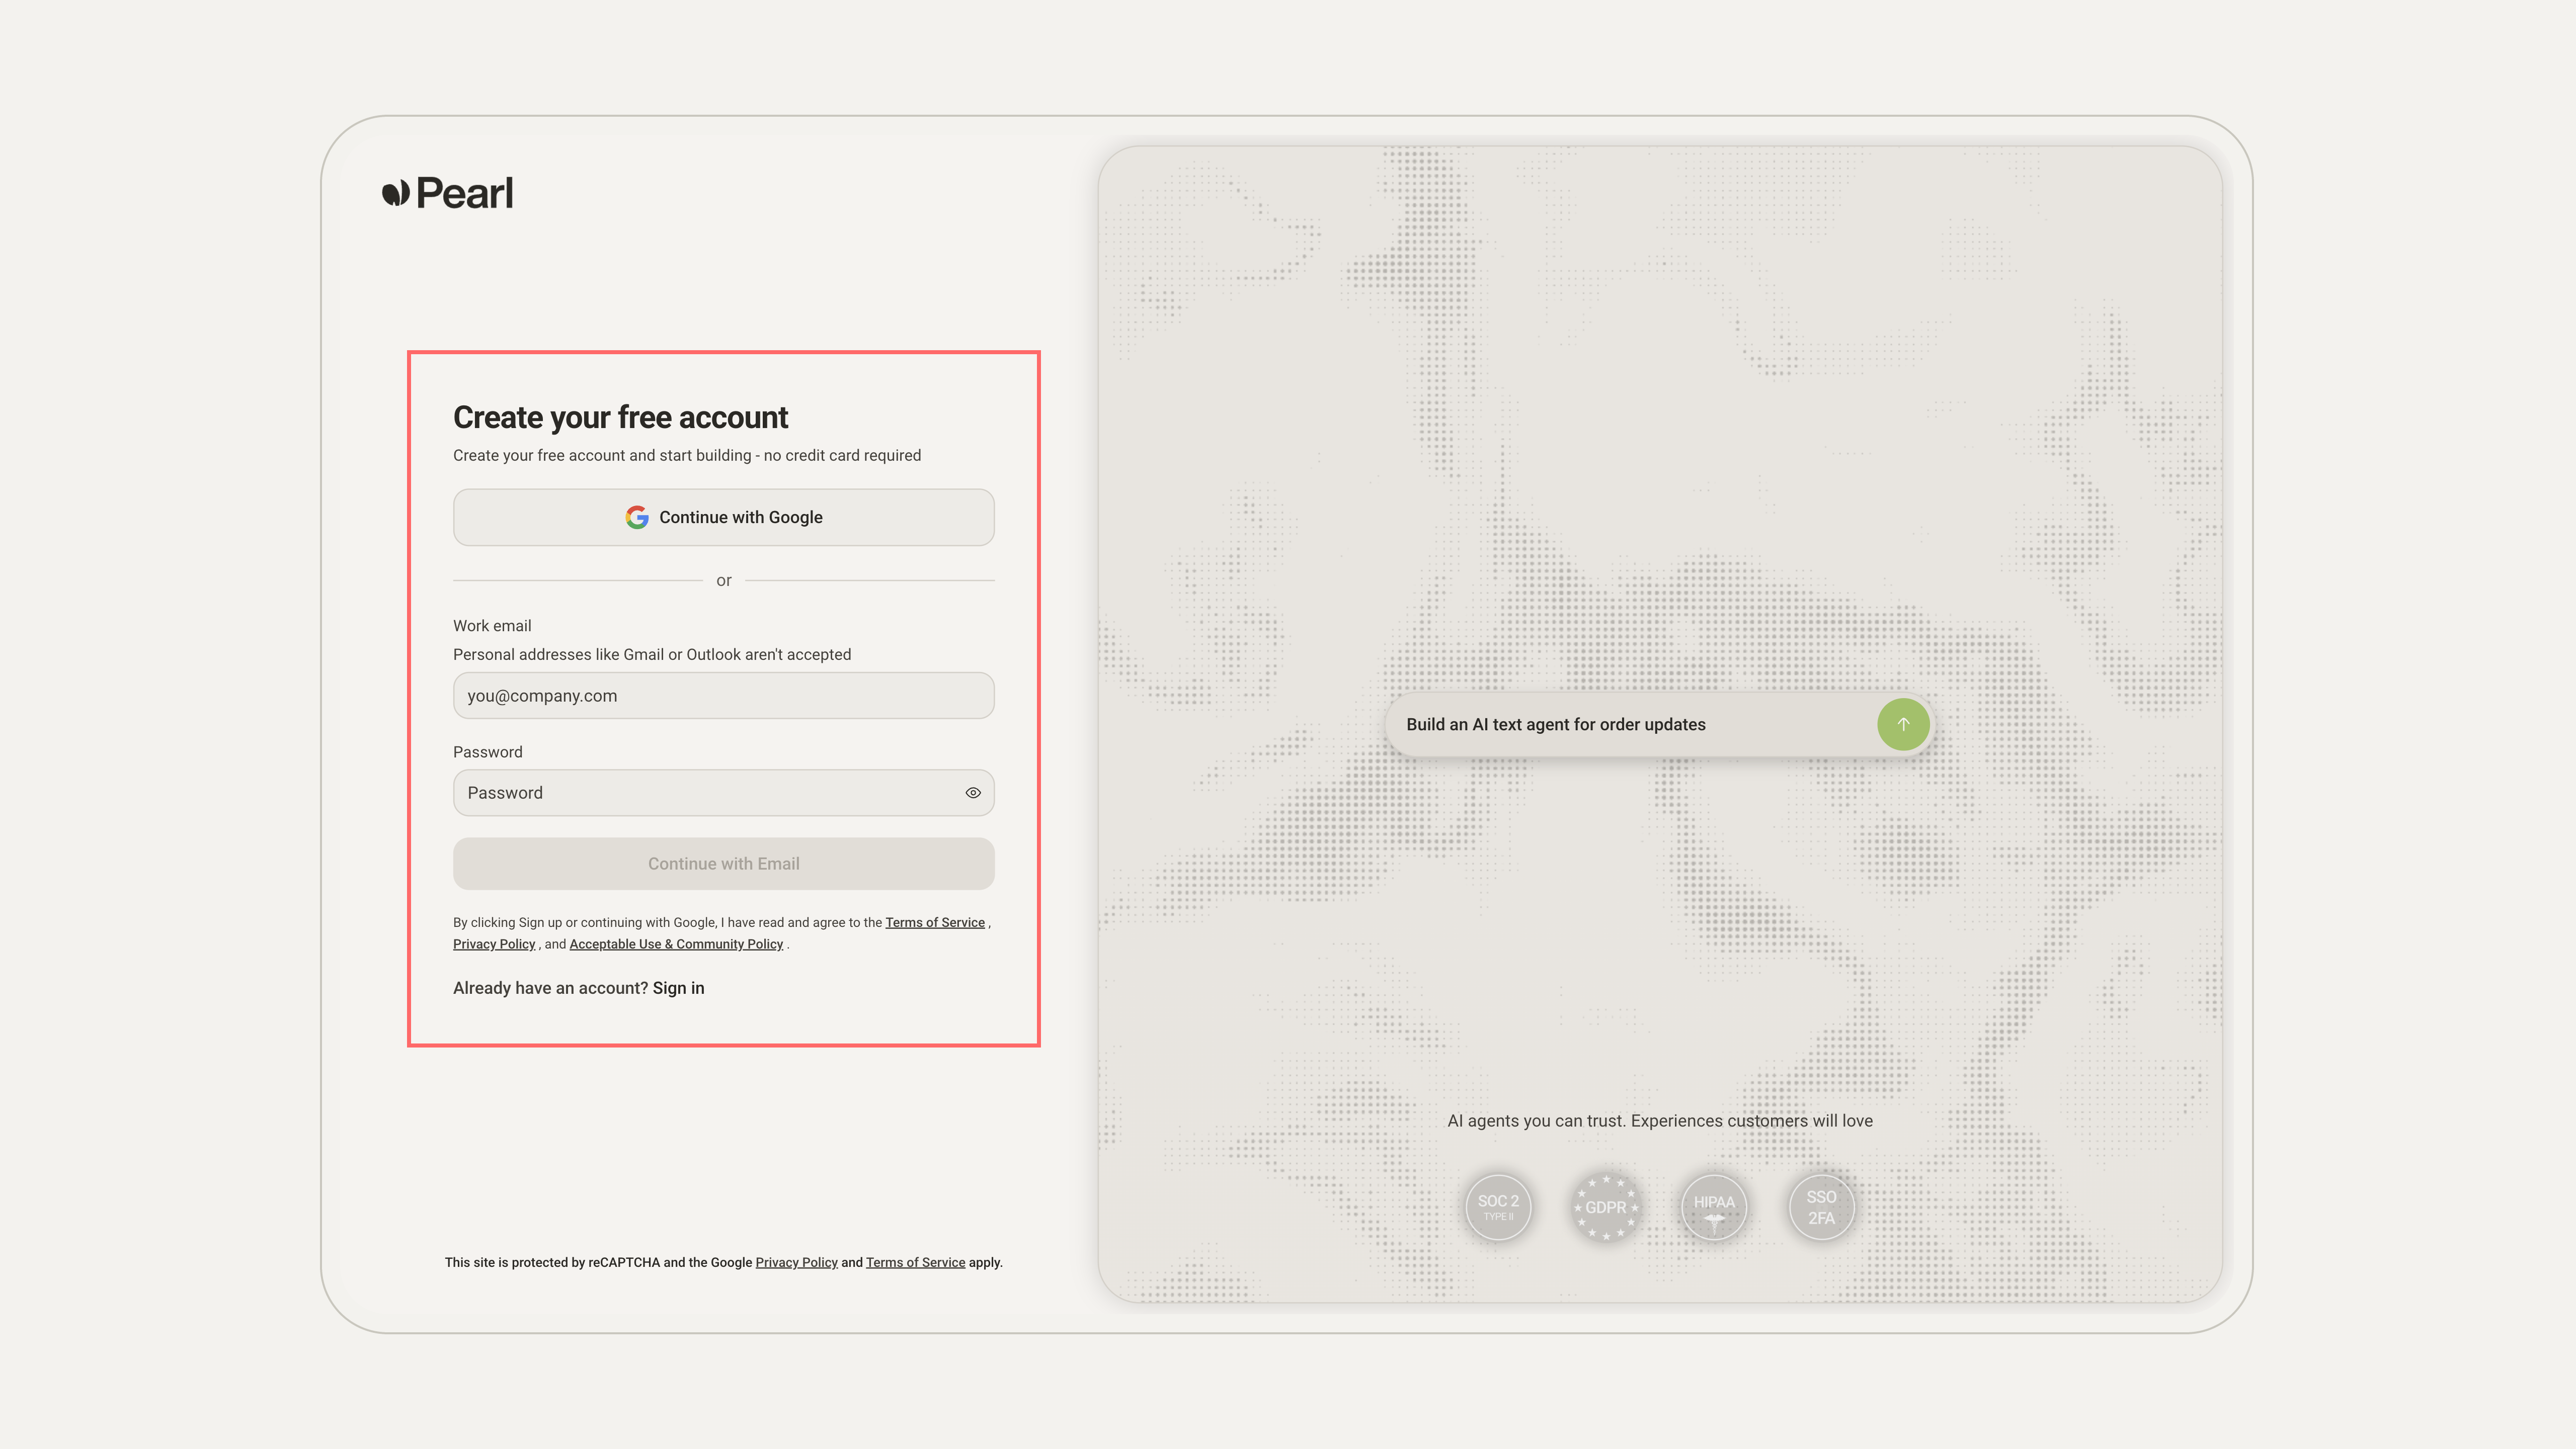 Pearl
Create your free account
Create your free account and start building - no credit card required
Continue with Google
or
Work email
Personal addresses like Gmail or Outlook aren't accepted
you@company.com
Password
Password
Continue with Email
By clicking Sign up or continuing with Google, I have read and agree to the Terms of Service ,
Privacy Policy , and Acceptable Use & Community Policy .
Already have an account? Sign in
This site is protected by reCAPTCHA and the Google Privacy Policy and Terms of Service apply.
Build an AI text agent for order updates
AI agents you can trust. Experiences customers will love
SOC 2
TYPE II
GDPR
HIPAA
SSO
2FA